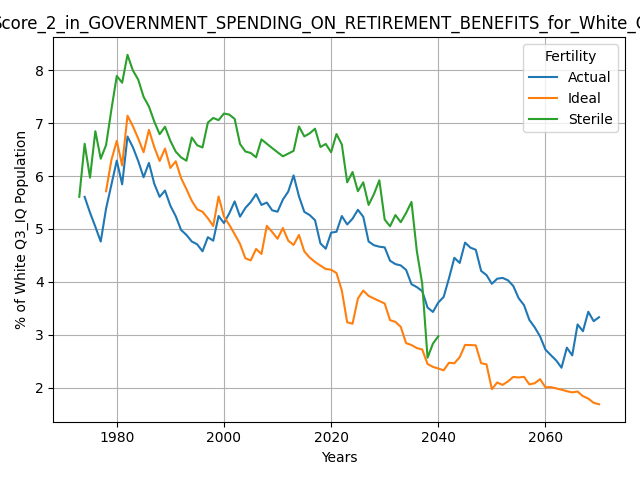 Score_2_in_GOVERNMENT_SPENDING_ON_RETIREMENT_BENEFITS_for_White_
Fertility
Actual
Ideal
Sterile
% of White Q3_IQ Population
8
7
6
5
4
3
2
1980
2000
2020
2040
2060
Years